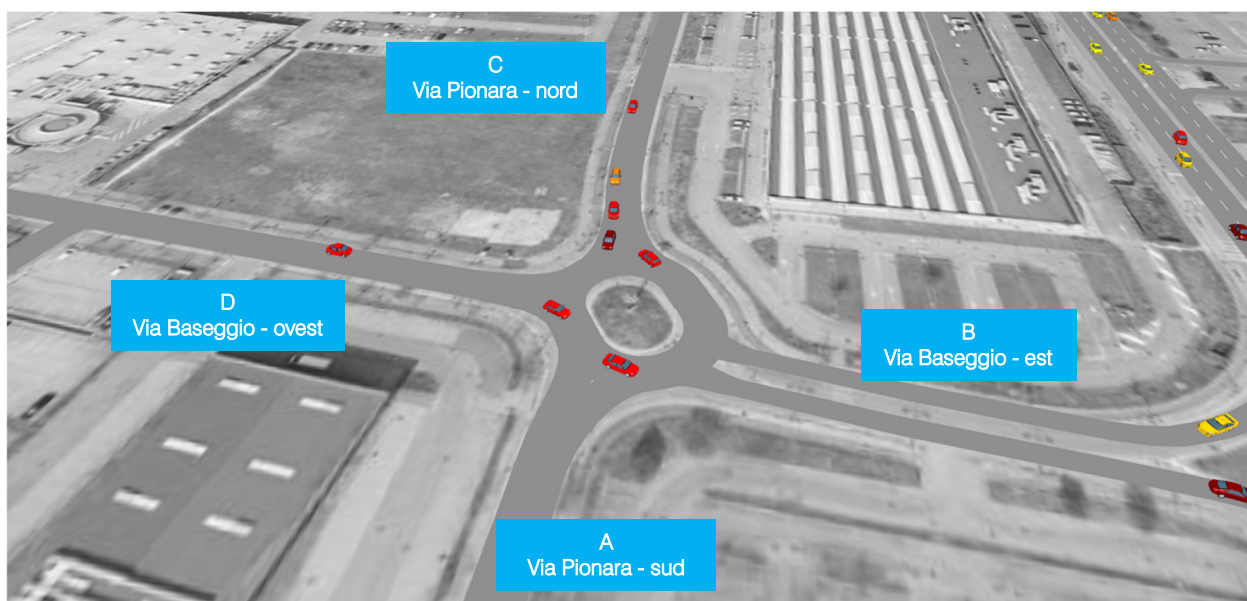 C
Via Pionara - nord
D
Via Baseggio - ovest
B
Via Baseggio - est
A
Via Pionara - sud